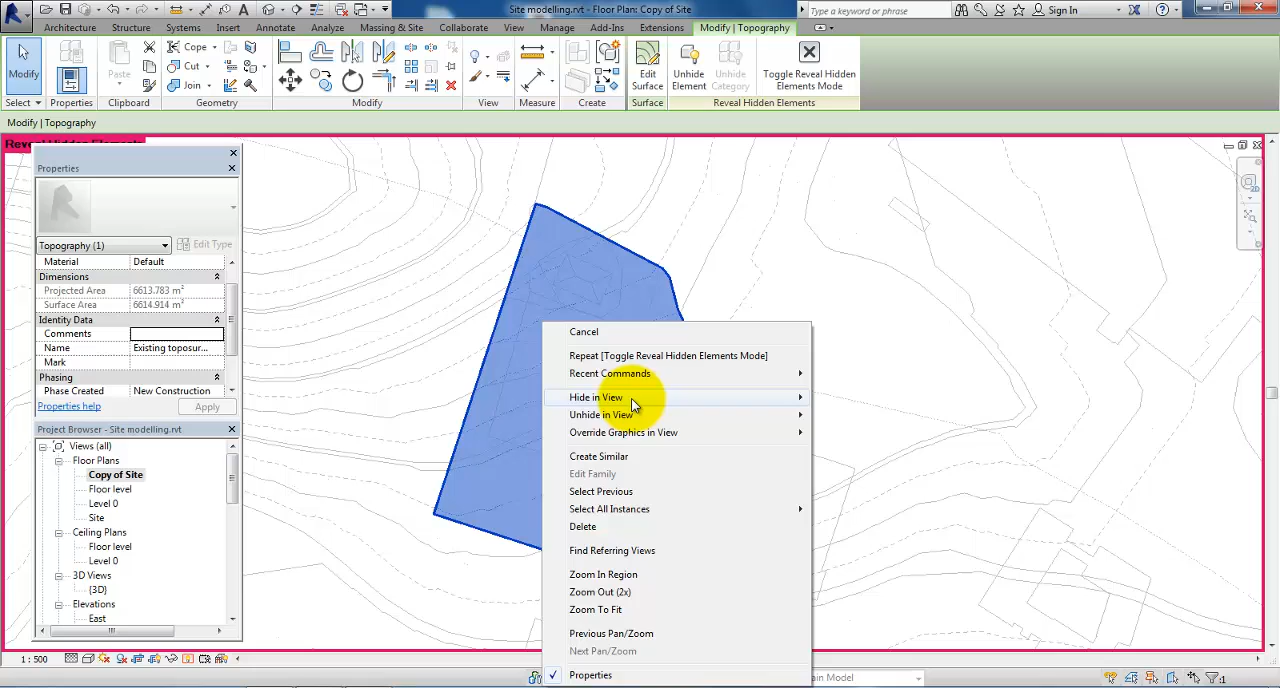 Site modelling.rvt - Floor Plan: Copy of Site
Type a keyword or phrase
Sign In
Architecture Structure Systems Insert Annotate Analyze Massing & Site Collaborate View Manage Add-Ins Extensions Modify | Topography
Modify
Paste
Cope
Cut
Join
Edit Surface
Unhide Element
Unhide Category
Toggle Reveal Hidden Elements Mode
Select Properties Clipboard Geometry Modify View Measure Create Surface Reveal Hidden Elements
Modify | Topography
Properties
Topography (1)
Edit Type
Material Default
Dimensions
Projected Area 6613.783 m²
Surface Area 6614.914 m²
Identity Data
Comments
Name Existing toposur...
Mark
Phasing
Phase Created New Construction
Properties help
Apply
Project Browser - Site modelling.rvt
Views (all)
Floor Plans
Copy of Site
Floor level
Level 0
Site
Ceiling Plans
Floor level
Level 0
3D Views
{3D}
Elevations
East
Cancel
Repeat [Toggle Reveal Hidden Elements Mode]
Recent Commands
Hide in View
Unhide in View
Override Graphics in View
Create Similar
Edit Family
Select Previous
Select All Instances
Delete
Find Referring Views
Zoom In Region
Zoom Out (2x)
Zoom To Fit
Previous Pan/Zoom
Next Pan/Zoom
Properties
2D
1 : 500
ain Model
:1